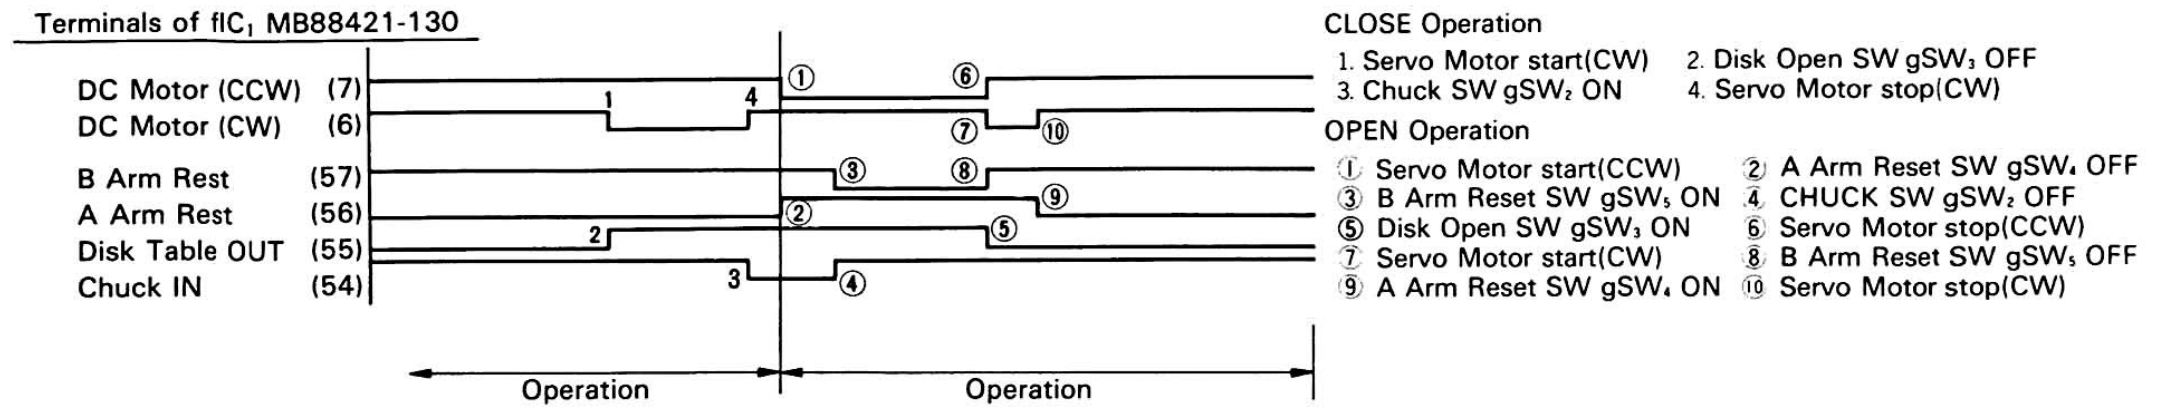 Terminals of fIC₁ MB88421-130
DC Motor (CCW) (7)
DC Motor (CW) (6)
B Arm Rest (57)
A Arm Rest (56)
Disk Table OUT (55)
Chuck IN (54)
① ⑥
1 4
⑦ ⑩
③ ⑧
⑨
②
2 ⑤
3 ④
Operation Operation
CLOSE Operation
1. Servo Motor start(CW) 2. Disk Open SW gSW₃ OFF
3. Chuck SW gSW₂ ON 4. Servo Motor stop(CW)
OPEN Operation
① Servo Motor start(CCW) ② A Arm Reset SW gSW₄ OFF
③ B Arm Reset SW gSW₅ ON ④ CHUCK SW gSW₂ OFF
⑤ Disk Open SW gSW₃ ON ⑥ Servo Motor stop(CCW)
⑦ Servo Motor start(CW) ⑧ B Arm Reset SW gSW₅ OFF
⑨ A Arm Reset SW gSW₄ ON ⑩ Servo Motor stop(CW)